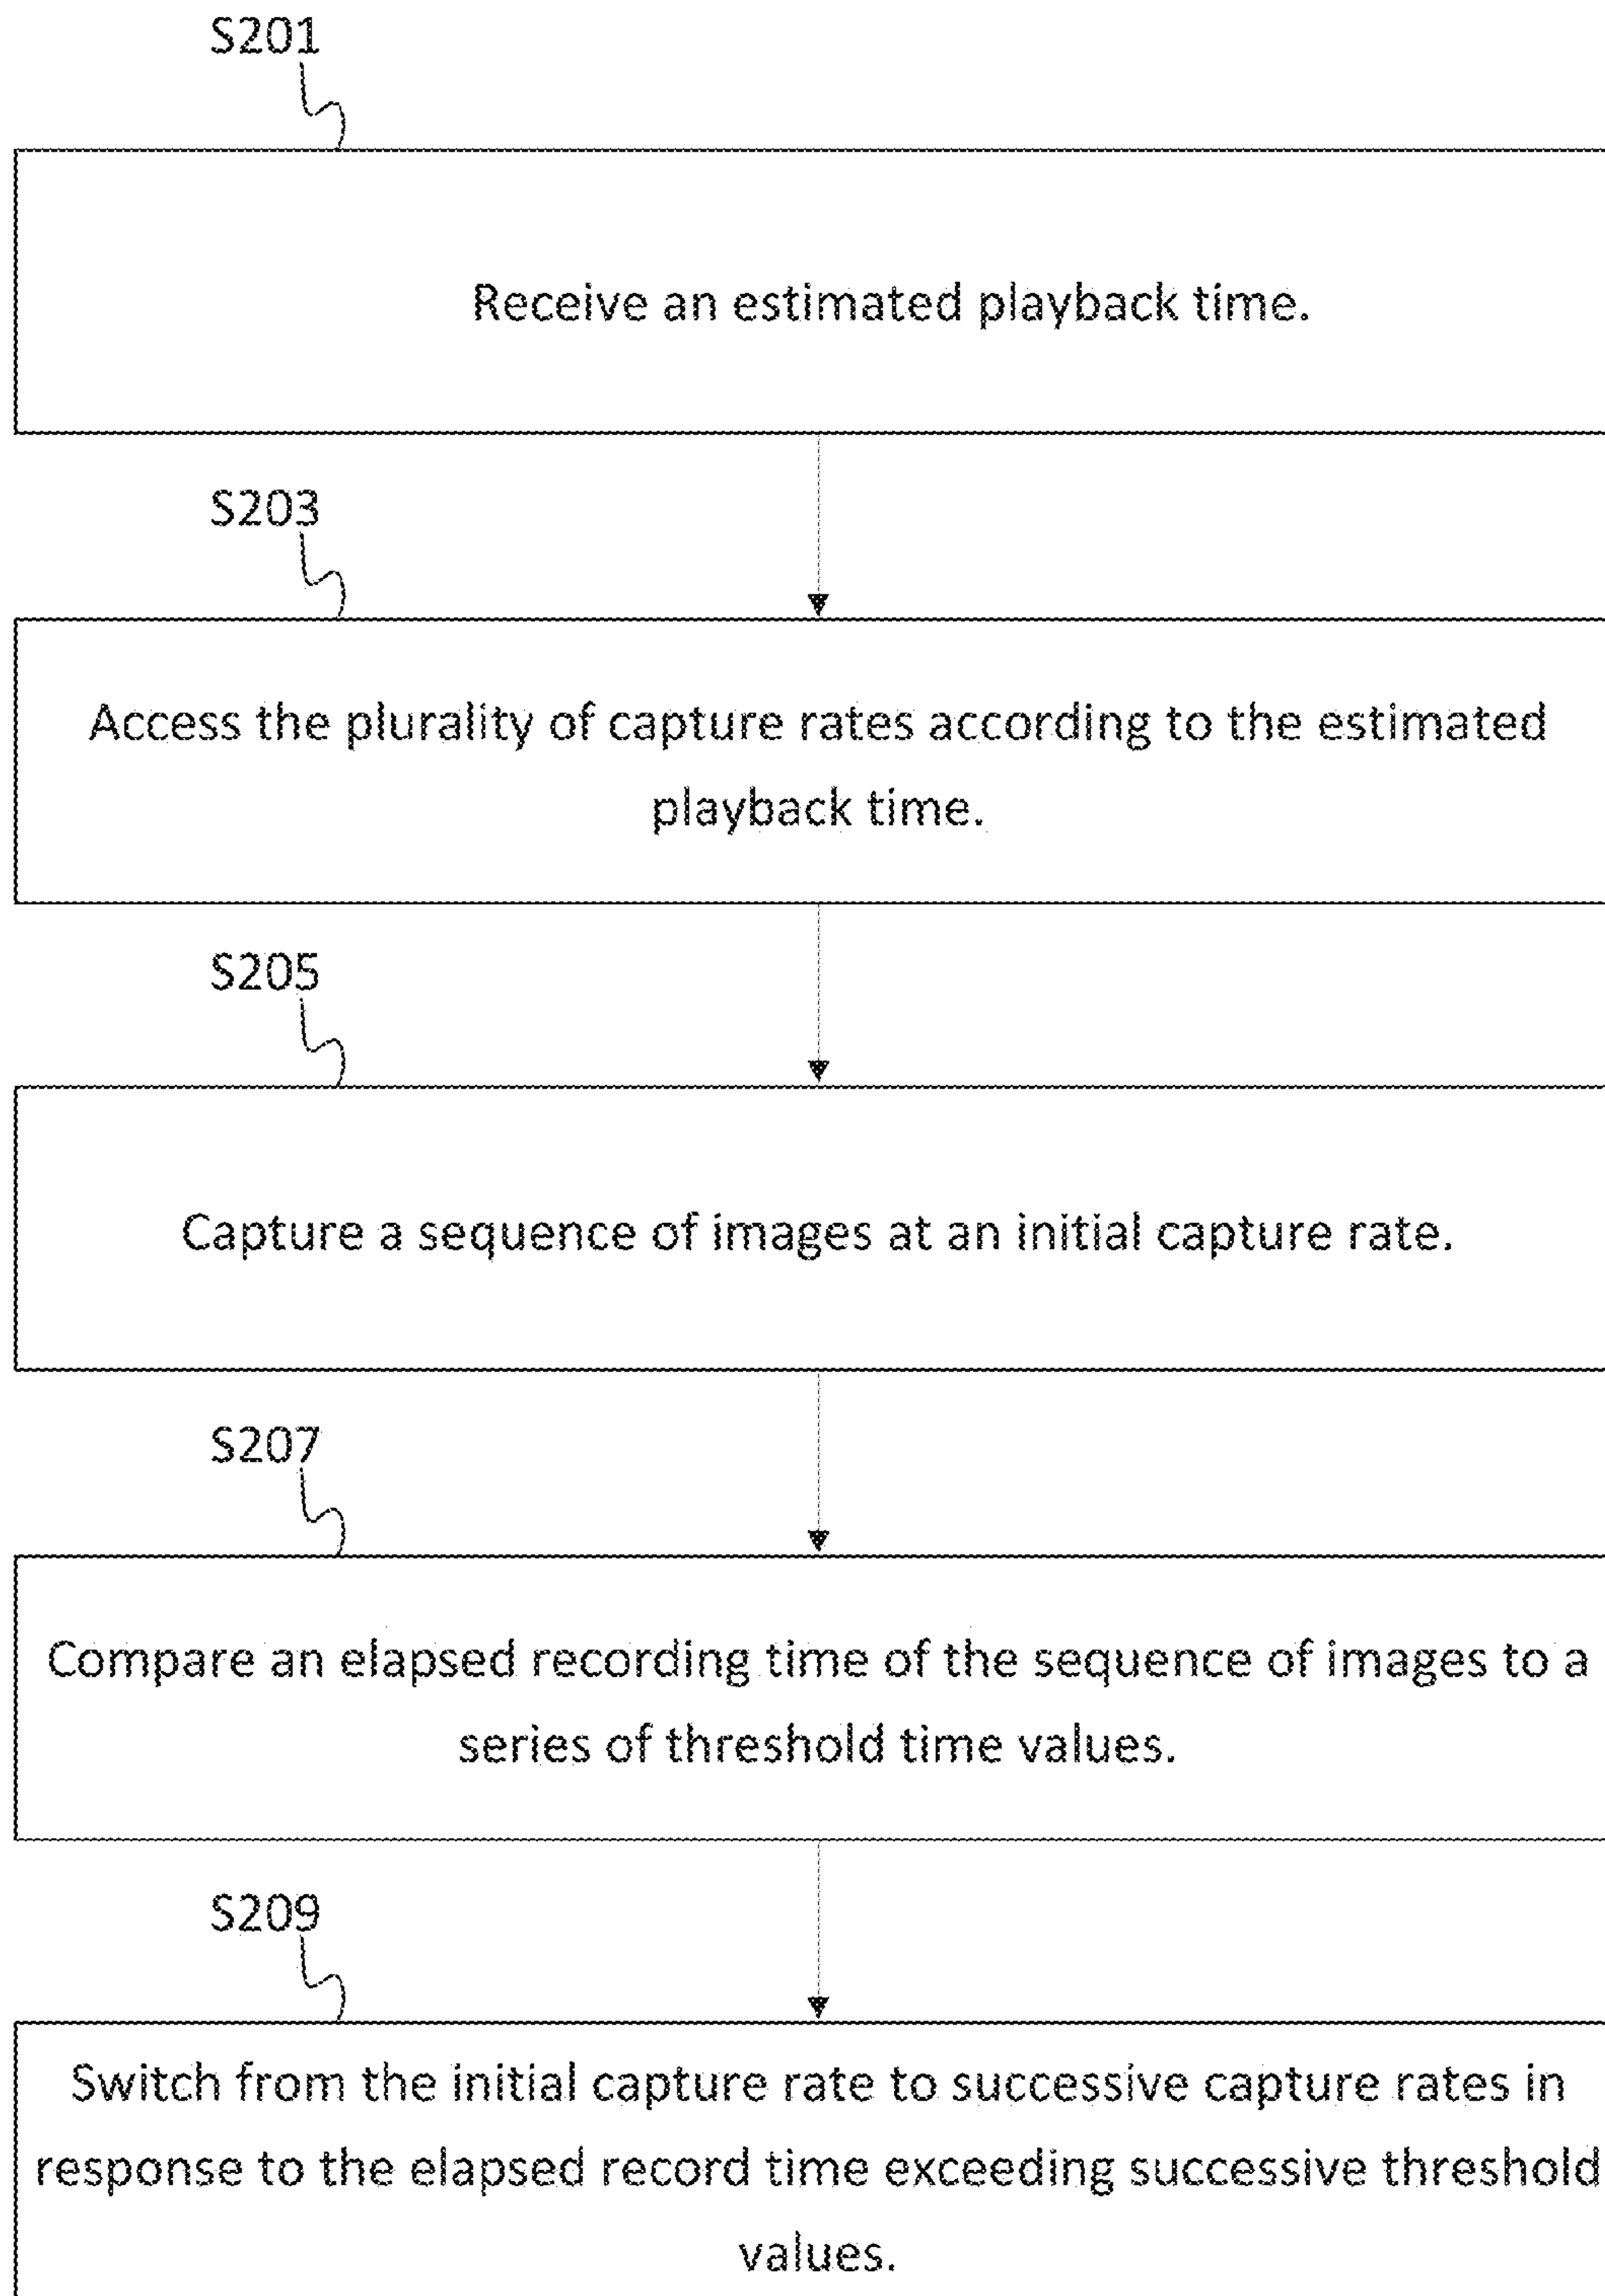 S201
Receive an estimated playback time.
S203
Access the plurality of capture rates according to the estimated
playback time.
S205
Capture a sequence of images at an initial capture rate.
S207
Compare an elapsed recording time of the sequence of images to a
series of threshold time values.
S209
Switch from the initial capture rate to successive capture rates in
response to the elapsed record time exceeding successive threshold
values.